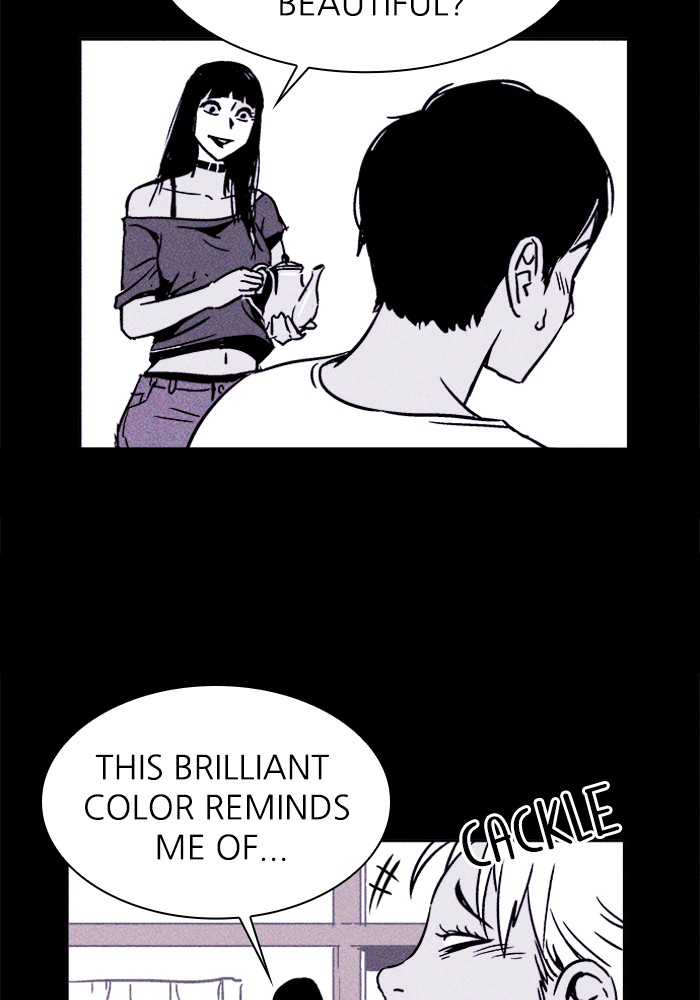 BEAUTIFUL?
THIS BRILLIANT
COLOR REMINDS
ME OF...
CACKLE